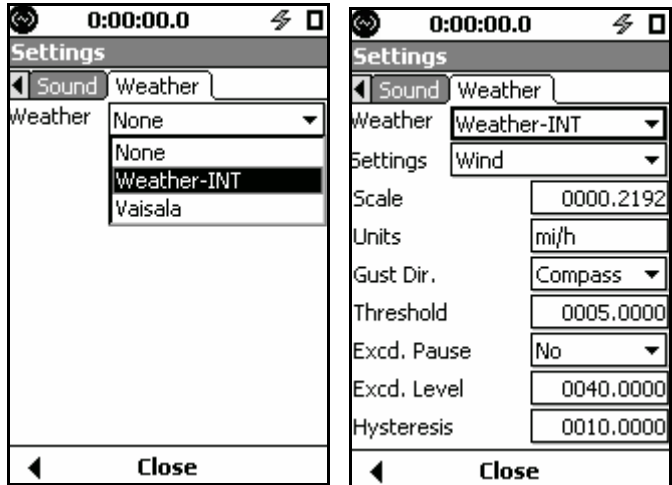 0:00:00.0
Settings
Sound Weather
Weather None
None
Weather-INT
Vaisala
Close
0:00:00.0
Settings
Sound Weather
Weather Weather-INT
Settings Wind
Scale 0000.2192
Units mi/h
Gust Dir. Compass
Threshold 0005.0000
Excd. Pause No
Excd. Level 0040.0000
Hysteresis 0010.0000
Close